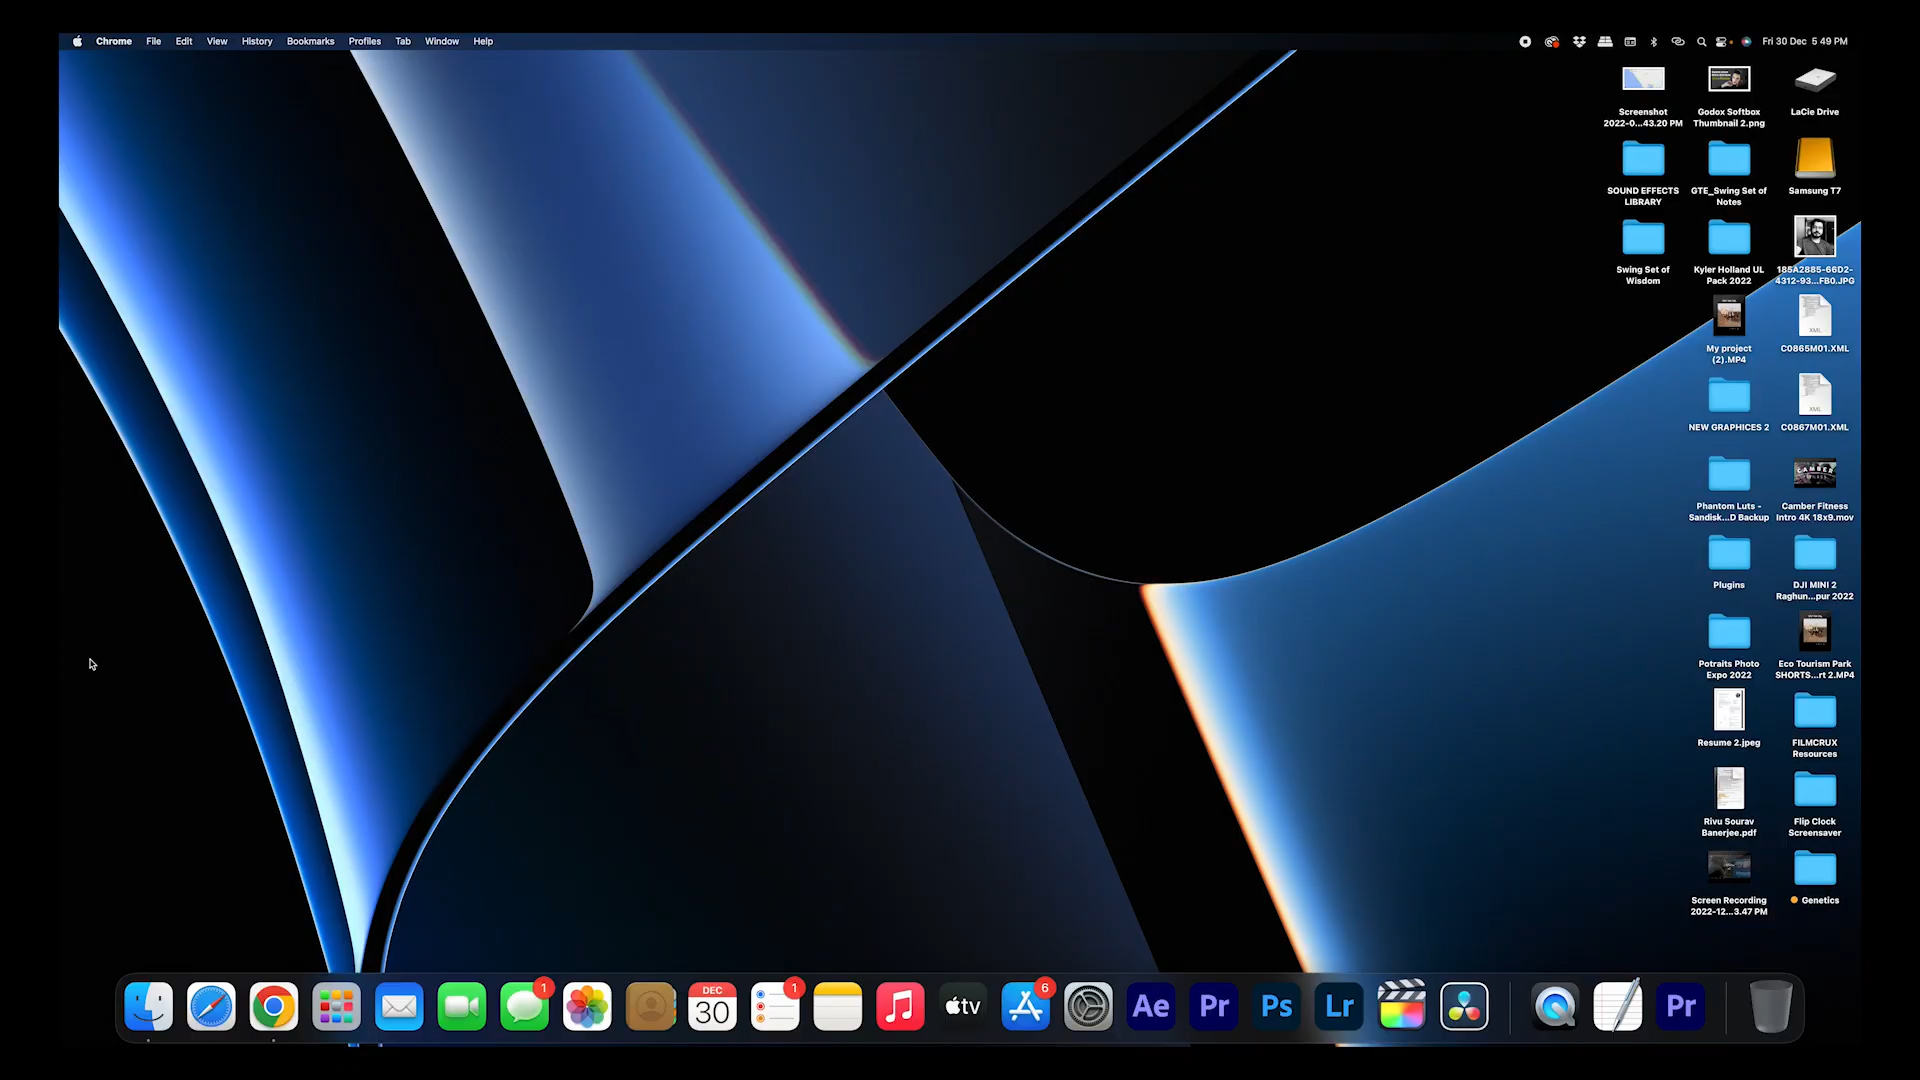 Chrome File Edit View History Bookmarks Profiles Tab Window Help
Fri 30 Dec 5:49 PM
Screenshot
2022-0...43.20 PM
Godox Softbox
Thumbnail 2.png
LaCie Drive
SOUND EFFECTS
LIBRARY
GTE_Swing Set of
Notes
Samsung T7
Swing Set of
Wisdom
Kyler Holland UL
Pack 2022
185A2885-66D2-
4312-93...FB0.JPG
My project
(2).MP4
XML
C0865M01.XML
NEW GRAPHICES 2
XML
C0867M01.XML
Phantom Luts -
Sandisk...D Backup
CAMBER
Camber Fitness
Intro 4K 18x9.mov
Plugins
DJI MINI 2
Raghun...pur 2022
Potraits Photo
Expo 2022
Eco Tourism Park
SHORTS...rt 2.MP4
Resume 2.jpeg
FILMCRUX
Resources
Rivu Sourav
Banerjee.pdf
Flip Clock
Screensaver
Screen Recording
2022-12...3.47 PM
Genetics
1
DEC
30
1
tv
6
Ae
Pr
Ps
Lr
Pr